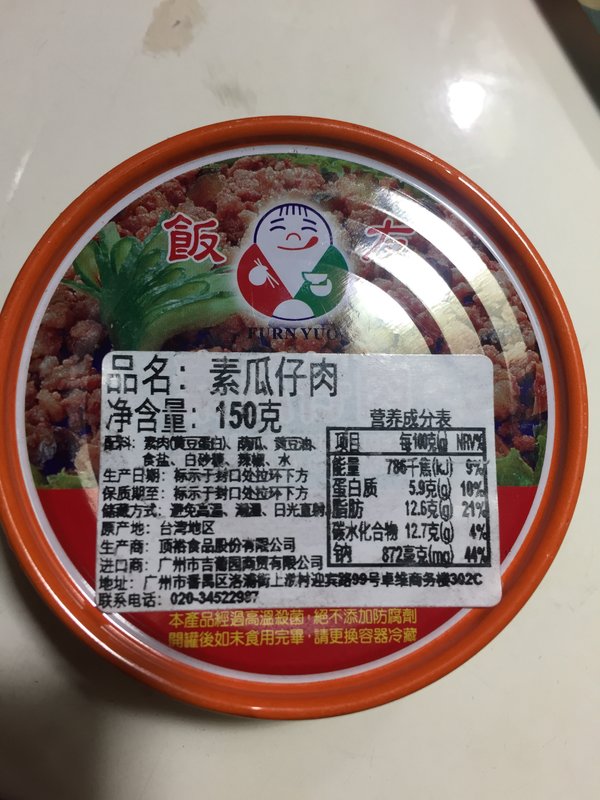 飯 友
FURN YUO
品名：素瓜仔肉
净含量：150克
配料：素肉(黄豆蛋白)、荫瓜、黄豆油、
食盐、白砂糖、辣椒、水
生产日期：标示于封口处拉环下方
保质期至：标示于封口处拉环下方
储藏方式：避免高温、潮湿、日光直射
原产地：台湾地区
生产商：顶裕食品股份有限公司
进口商：广州市吉葡园商贸有限公司
地址：广州市番禺区洛浦街上漖村迎宾路99号卓维商务楼302C
联系电话：020-34522987
营养成分表
项目 每100克(g) NRV%
能量 786千焦(kJ) 9%
蛋白质 5.9克(g) 10%
脂肪 12.6克(g) 21%
碳水化合物 12.7克(g) 4%
钠 872毫克(mg) 44%
本產品經過高溫殺菌，絕不添加防腐劑
開罐後如未食用完畢，請更換容器冷藏